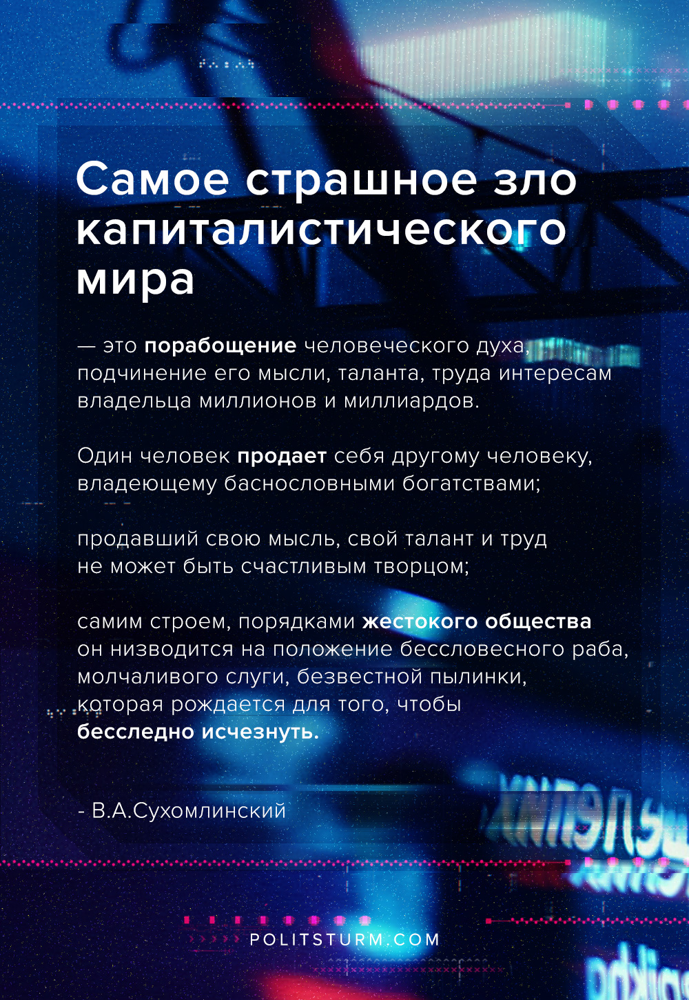 Самое страшное зло
капиталистического
мира
— это порабощение человеческого духа,
подчинение его мысли, таланта, труда интересам
владельца миллионов и миллиардов.
Один человек продает себя другому человеку,
владеющему баснословными богатствами;
продавший свою мысль, свой талант и труд
не может быть счастливым творцом;
самим строем, порядками жестокого общества
он низводится на положение бессловесного раба,
молчаливого слуги, безвестной пылинки,
которая рождается для того, чтобы
бесследно исчезнуть.
- В.А.Сухомлинский
POLITSTURM.COM